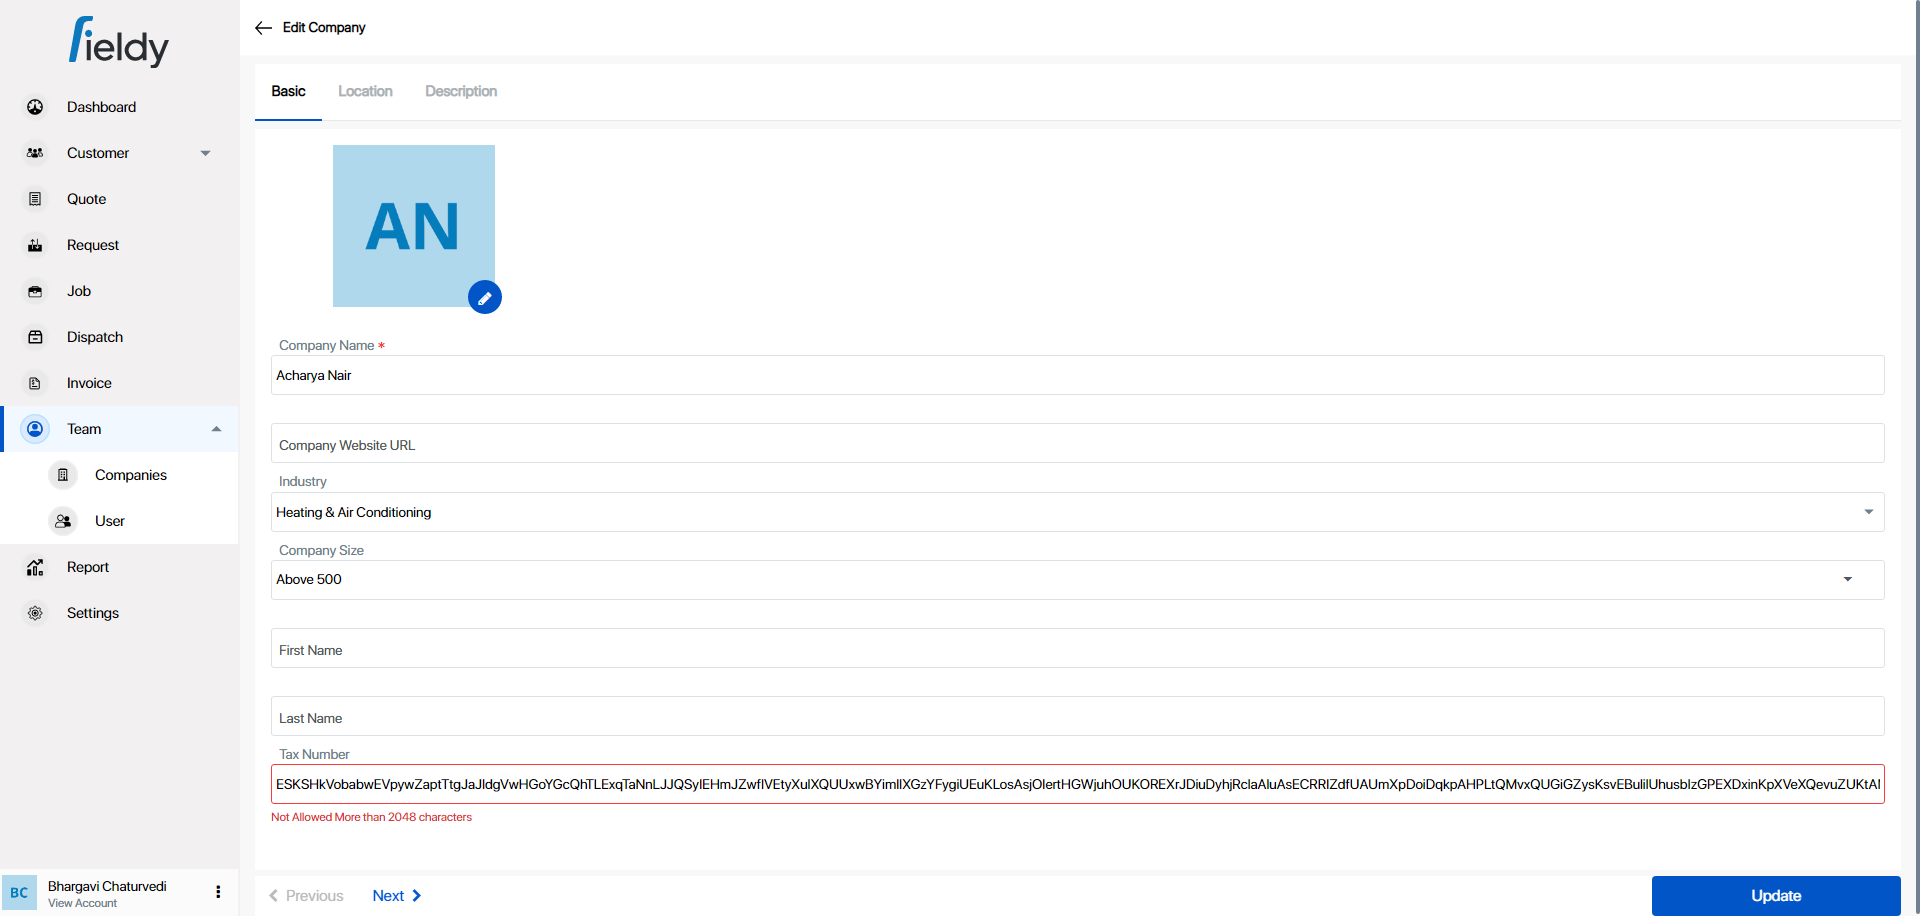 Fieldy
Edit Company
Dashboard
Customer
Quote
Request
Job
Dispatch
Invoice
Team
Companies
User
Report
Settings
BC
Bhargavi Chaturvedi
View Account
Basic
Location
Description
AN
Company Name *
Acharya Nair
Company Website URL
Industry
Heating & Air Conditioning
Company Size
Above 500
First Name
Last Name
Tax Number
Not Allowed More than 2048 characters
Previous
Next
Update